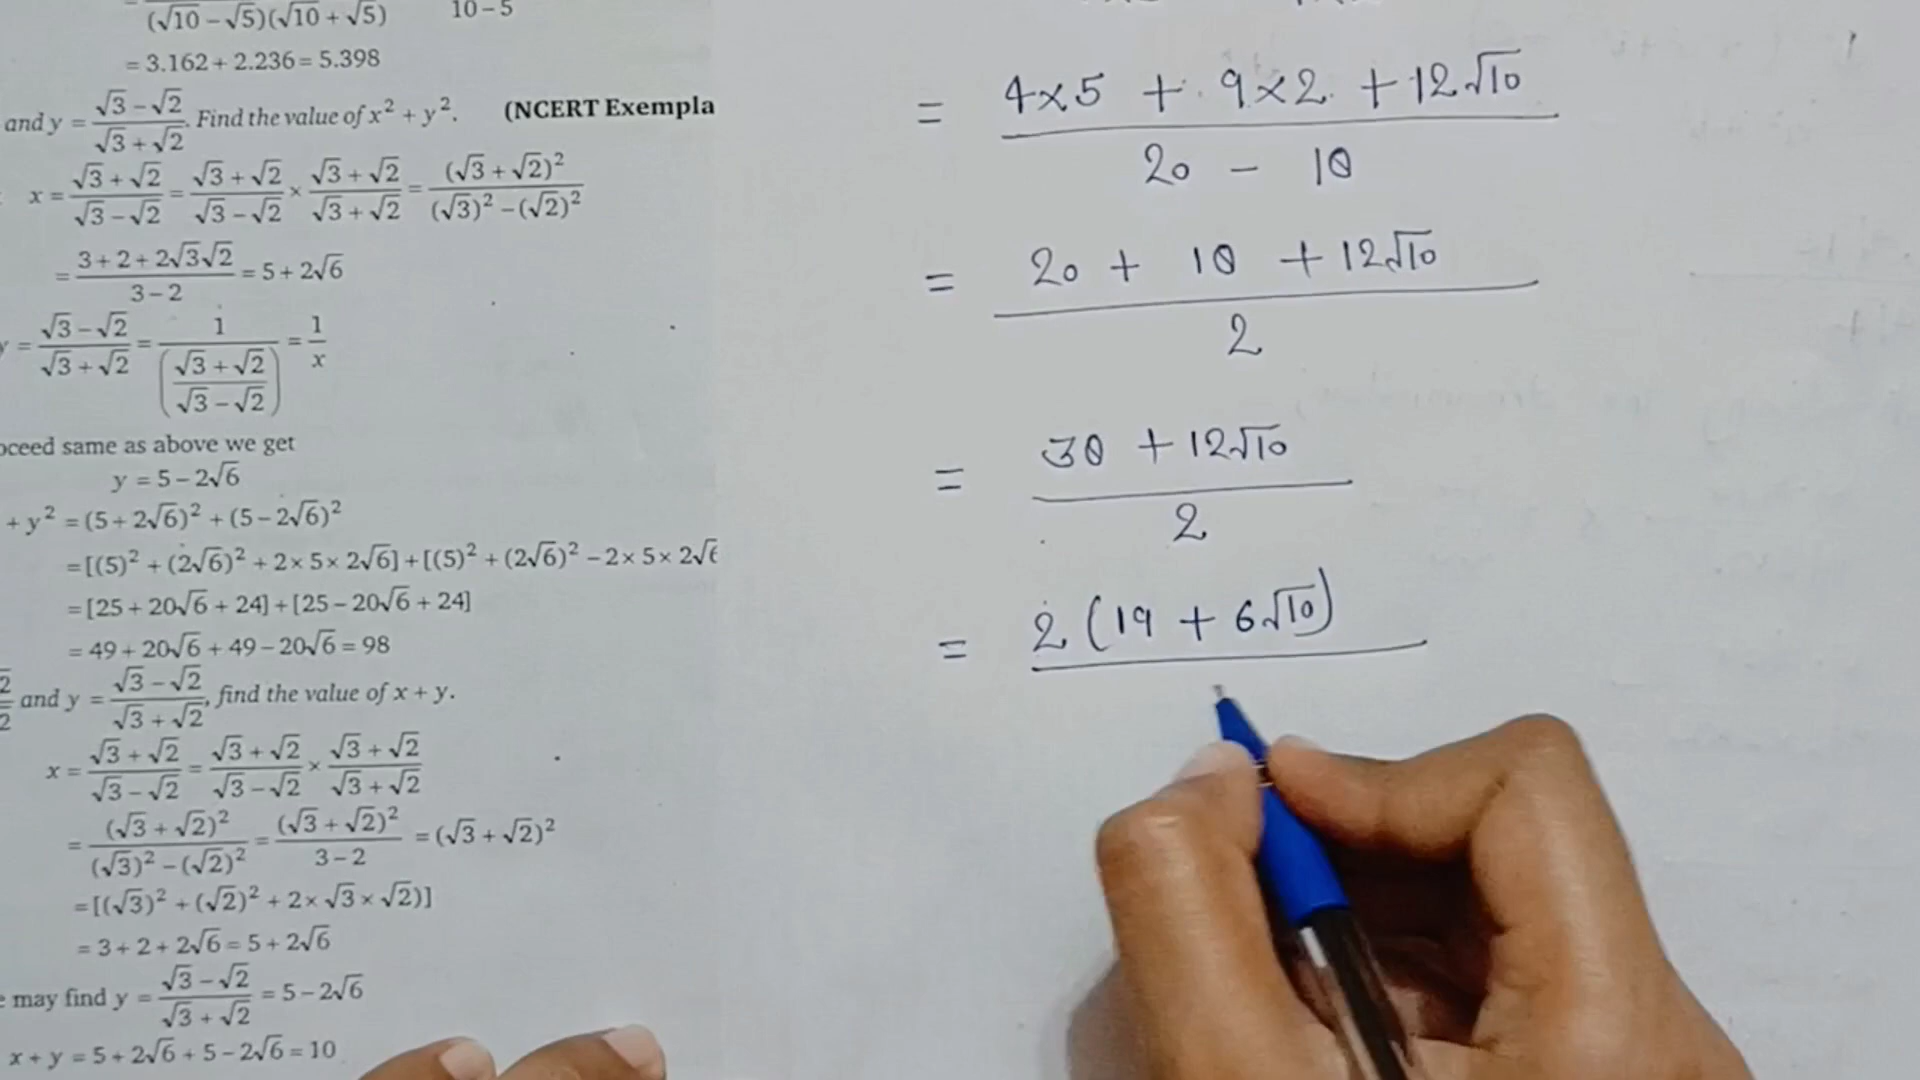 (√10 − √5)(√10 + √5) 10 − 5
= 3.162 + 2.236 = 5.398
and y = (√3 − √2)/(√3 + √2). Find the value of x² + y². (NCERT Exempla
x = (√3 + √2)/(√3 − √2) = (√3 + √2)/(√3 − √2) × (√3 + √2)/(√3 + √2) = (√3 + √2)²/((√3)² − (√2)²)
= (3 + 2 + 2√3√2)/(3 − 2) = 5 + 2√6
y = (√3 − √2)/(√3 + √2) = 1/((√3 + √2)/(√3 − √2)) = 1/x
oceed same as above we get
y = 5 − 2√6
+ y² = (5 + 2√6)² + (5 − 2√6)²
= [(5)² + (2√6)² + 2 × 5 × 2√6] + [(5)² + (2√6)² − 2 × 5 × 2√6
= [25 + 20√6 + 24] + [25 − 20√6 + 24]
= 49 + 20√6 + 49 − 20√6 = 98
and y = (√3 − √2)/(√3 + √2), find the value of x + y.
x = (√3 + √2)/(√3 − √2) = (√3 + √2)/(√3 − √2) × (√3 + √2)/(√3 + √2)
= (√3 + √2)²/((√3)² − (√2)²) = (√3 + √2)²/(3 − 2) = (√3 + √2)²
= [(√3)² + (√2)² + 2 × √3 × √2)]
= 3 + 2 + 2√6 = 5 + 2√6
e may find y = (√3 − √2)/(√3 + √2) = 5 − 2√6
x + y = 5 + 2√6 + 5 − 2√6 = 10
= (4×5 + 9×2 + 12√10)/(20 − 18)
= (20 + 18 + 12√10)/2
= (38 + 12√10)/2
= 2(19 + 6√10)